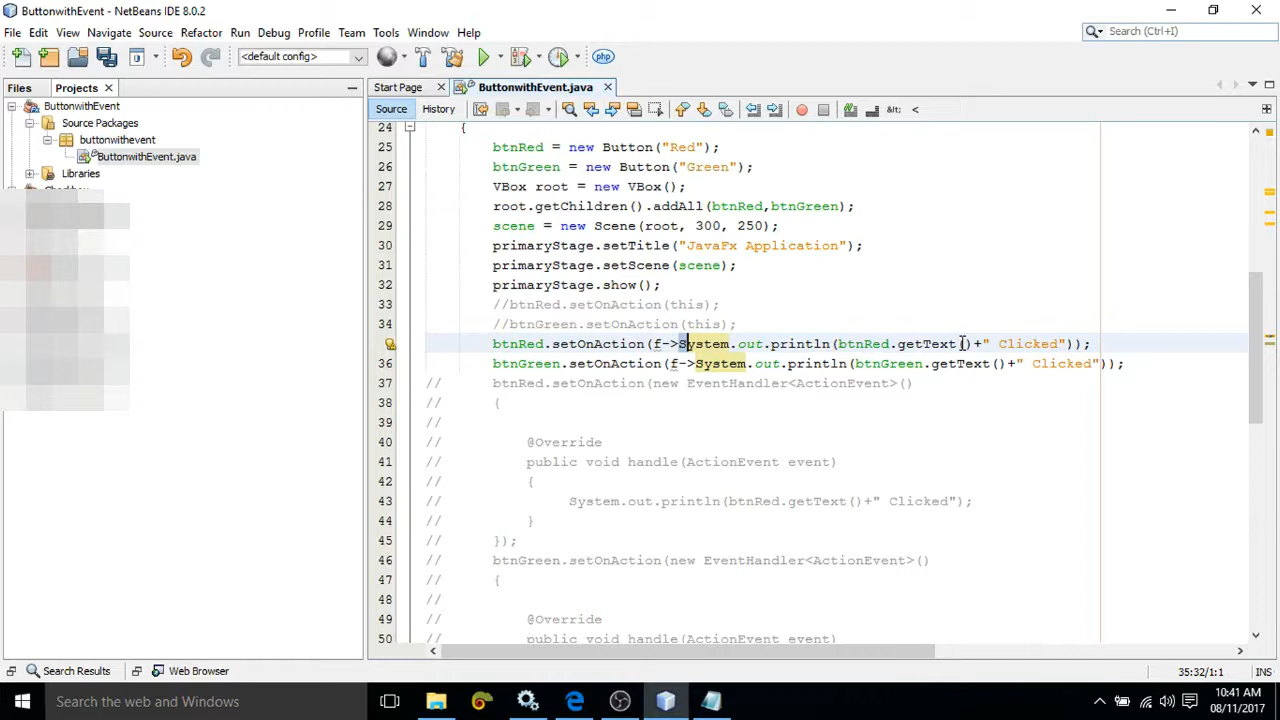 ButtonwithEvent - NetBeans IDE 8.0.2
File Edit View Navigate Source Refactor Run Debug Profile Team Tools Window Help
Search (Ctrl+I)
<default config>
php
Files Projects
Start Page ButtonwithEvent.java
Source History
ButtonwithEvent
Source Packages
buttonwithevent
ButtonwithEvent.java
Libraries
24 {
25 btnRed = new Button("Red");
26 btnGreen = new Button("Green");
27 VBox root = new VBox();
28 root.getChildren().addAll(btnRed,btnGreen);
29 scene = new Scene(root, 300, 250);
30 primaryStage.setTitle("JavaFx Application");
31 primaryStage.setScene(scene);
32 primaryStage.show();
33 //btnRed.setOnAction(this);
34 //btnGreen.setOnAction(this);
btnRed.setOnAction(f->System.out.println(btnRed.getText()+" Clicked"));
36 btnGreen.setOnAction(f->System.out.println(btnGreen.getText()+" Clicked"));
37 // btnRed.setOnAction(new EventHandler<ActionEvent>()
38 // {
39 //
40 // @Override
41 // public void handle(ActionEvent event)
42 // {
43 // System.out.println(btnRed.getText()+" Clicked");
44 // }
45 // });
46 // btnGreen.setOnAction(new EventHandler<ActionEvent>()
47 // {
48 //
49 // @Override
50 // public void handle(ActionEvent event)
Search Results Web Browser
35:32/1:1 INS
Search the web and Windows
10:41 AM
08/11/2017